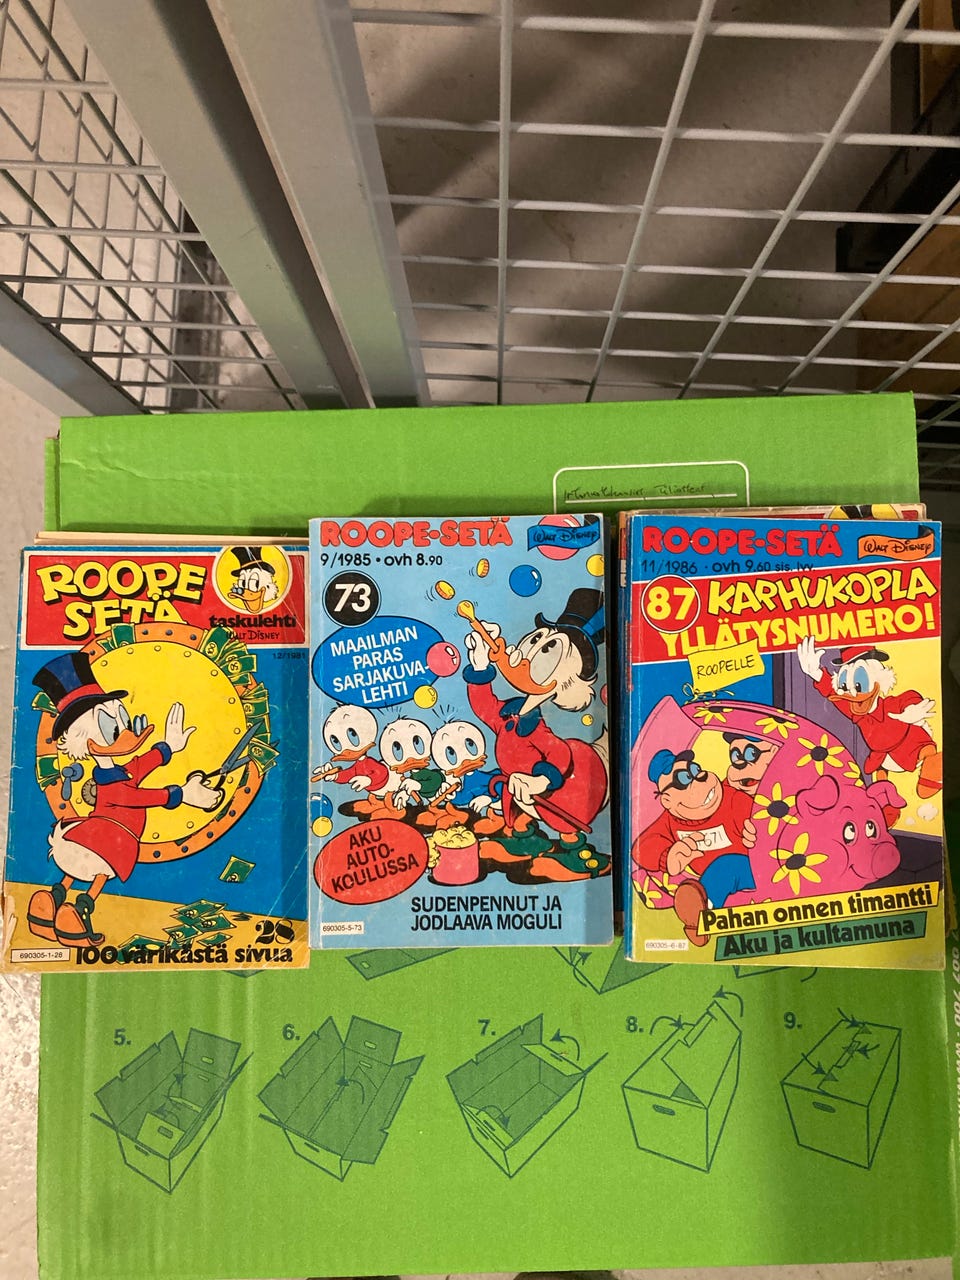 ROOPE
SETÄ
taskulehti
WALT DISNEY
12/1981
28
100 värikästä sivua
690305-1-28
ROOPE-SETÄ
WALT DISNEY
9/1985 • ovh 8.90
73
MAAILMAN
PARAS
SARJAKUVA-
LEHTI
AKU
AUTO-
KOULUSSA
SUDENPENNUT JA
JODLAAVA MOGULI
690305-5-73
ROOPE-SETÄ
WALT DISNEY
11/1986 • ovh 9.60 sis. lvv.
87
KARHUKOPLA
YLLÄTYSNUMERO!
ROOPELLE
Pahan onnen timantti
Aku ja kultamuna
690305-6-87
5.
6.
7.
8.
9.